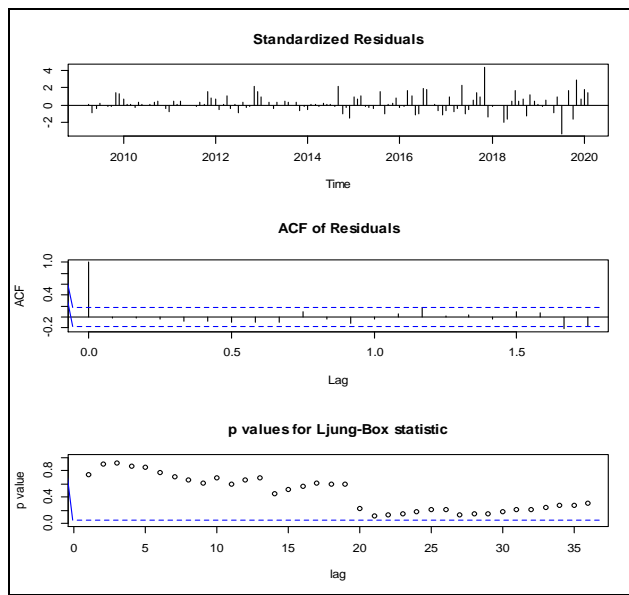 Standardized Residuals
4
2
0
-2
2010 2012 2014 2016 2018 2020
Time
ACF of Residuals
ACF
1.0
0.4
-0.2
0.0 0.5 1.0 1.5
Lag
p values for Ljung-Box statistic
p value
0.8
0.4
0.0
0 5 10 15 20 25 30 35
lag